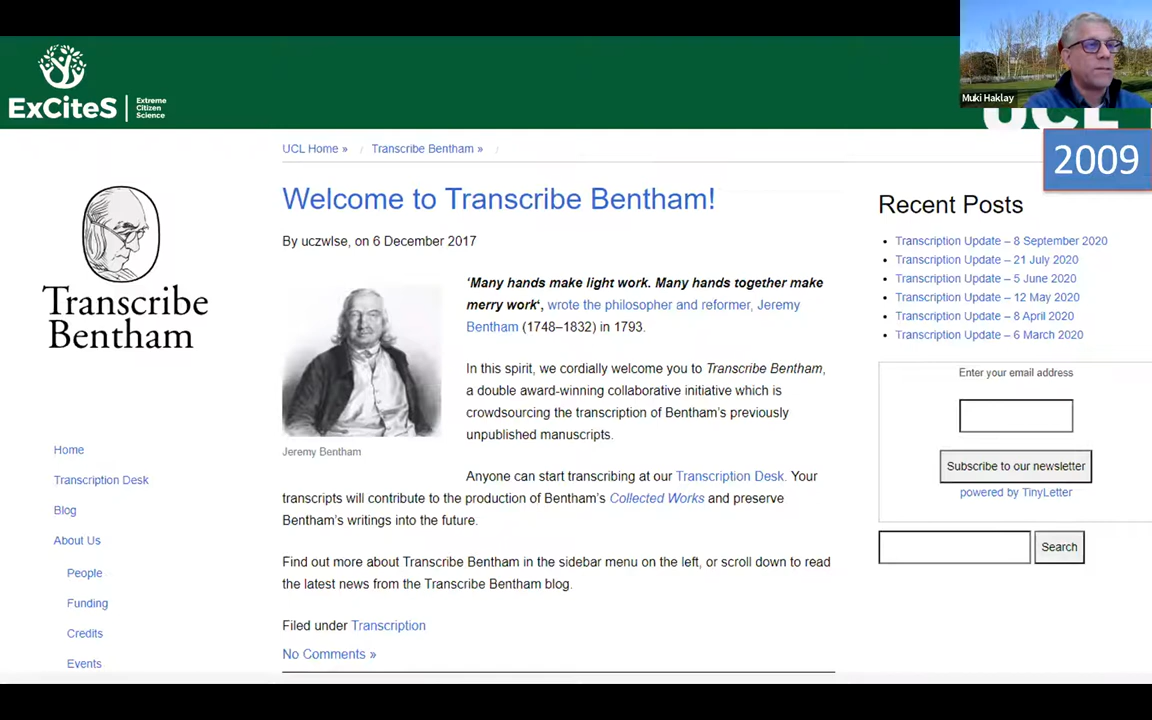 ExCiteS
Extreme
Citizen
Science
Muki Haklay
UCL
2009
UCL Home » / Transcribe Bentham » /
Transcribe
Bentham
Home
Transcription Desk
Blog
About Us
People
Funding
Credits
Events
Welcome to Transcribe Bentham!
By uczwlse, on 6 December 2017
‘Many hands make light work. Many hands together make
merry work‘, wrote the philosopher and reformer, Jeremy
Bentham (1748–1832) in 1793.
In this spirit, we cordially welcome you to Transcribe Bentham,
a double award-winning collaborative initiative which is
crowdsourcing the transcription of Bentham’s previously
unpublished manuscripts.
Jeremy Bentham
Anyone can start transcribing at our Transcription Desk. Your
transcripts will contribute to the production of Bentham’s Collected Works and preserve
Bentham’s writings into the future.
Find out more about Transcribe Bentham in the sidebar menu on the left, or scroll down to read
the latest news from the Transcribe Bentham blog.
Filed under Transcription
No Comments »
Recent Posts
Transcription Update – 8 September 2020
Transcription Update – 21 July 2020
Transcription Update – 5 June 2020
Transcription Update – 12 May 2020
Transcription Update – 8 April 2020
Transcription Update – 6 March 2020
Enter your email address
Subscribe to our newsletter
powered by TinyLetter
Search